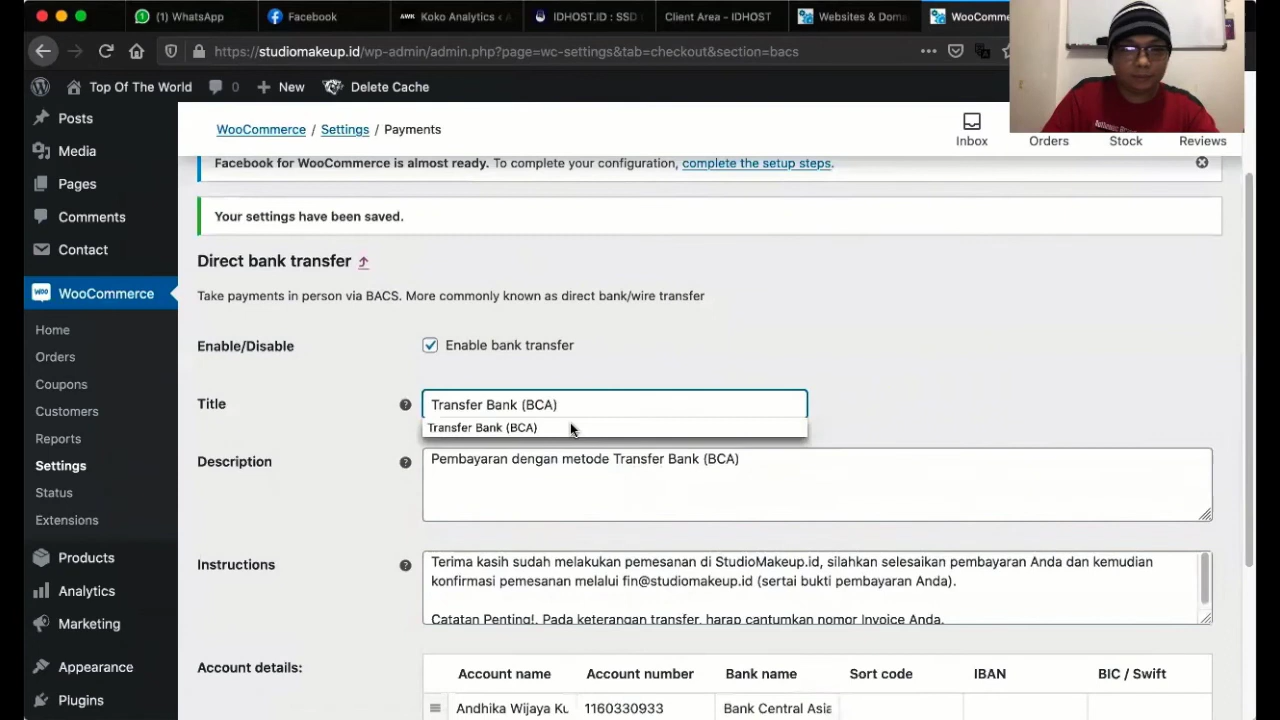 (1) WhatsApp
Facebook
AWK Koko Analytics
IDHOST.ID : SSD
Client Area - IDHOST
Websites & Doma
WooComme
https://studiomakeup.id/wp-admin/admin.php?page=wc-settings&tab=checkout&section=bacs
Top Of The World
0
New
Delete Cache
Posts
Media
Pages
Comments
Contact
WooCommerce
Home
Orders
Coupons
Customers
Reports
Settings
Status
Extensions
Products
Analytics
Marketing
Appearance
Plugins
WooCommerce / Settings / Payments
Inbox
Orders
Stock
Reviews
Facebook for WooCommerce is almost ready. To complete your configuration, complete the setup steps.
Your settings have been saved.
Direct bank transfer
Take payments in person via BACS. More commonly known as direct bank/wire transfer
Enable/Disable
Enable bank transfer
Title
Transfer Bank (BCA)
Transfer Bank (BCA)
Description
Pembayaran dengan metode Transfer Bank (BCA)
Instructions
Terima kasih sudah melakukan pemesanan di StudioMakeup.id, silahkan selesaikan pembayaran Anda dan kemudian
konfirmasi pemesanan melalui fin@studiomakeup.id (sertai bukti pembayaran Anda).
Catatan Penting!. Pada keterangan transfer, harap cantumkan nomor Invoice Anda.
Account details:
Account name Account number Bank name Sort code IBAN BIC / Swift
Andhika Wijaya Ku 1160330933 Bank Central Asia